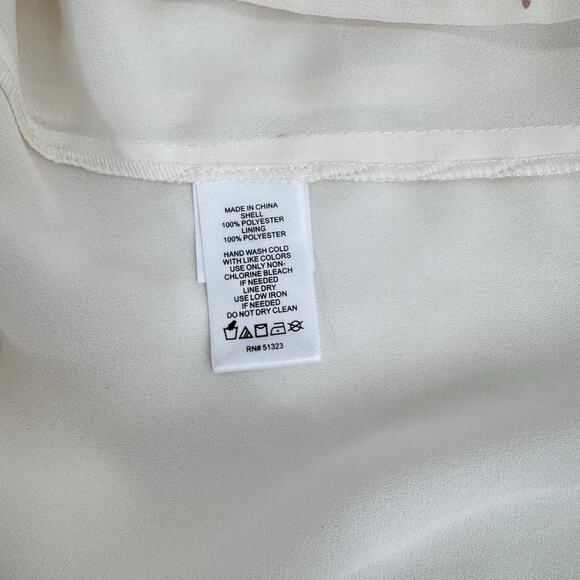 MADE IN CHINA
SHELL
100% POLYESTER
LINING
100% POLYESTER
HAND WASH COLD
WITH LIKE COLORS
USE ONLY NON-
CHLORINE BLEACH
IF NEEDED
LINE DRY
USE LOW IRON
IF NEEDED
DO NOT DRY CLEAN
RN# 51323